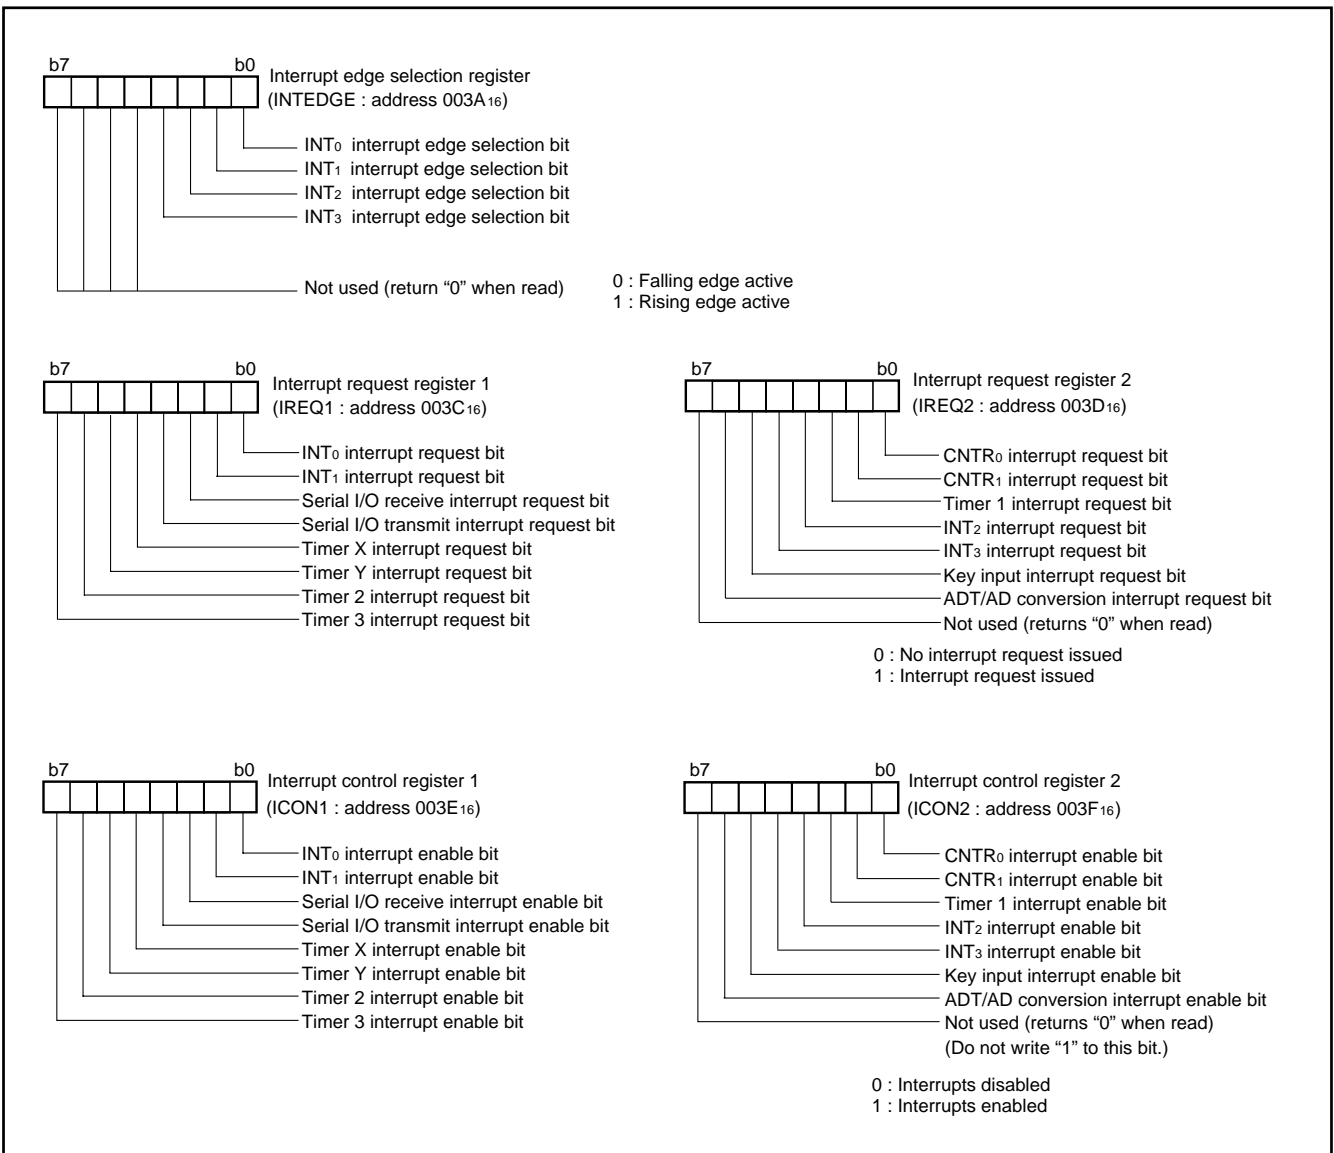 b7 b0
Interrupt edge selection register
(INTEDGE : address 003A16)
INT0 interrupt edge selection bit
INT1 interrupt edge selection bit
INT2 interrupt edge selection bit
INT3 interrupt edge selection bit
Not used (return “0” when read)
0 : Falling edge active
1 : Rising edge active
b7 b0
Interrupt request register 1
(IREQ1 : address 003C16)
INT0 interrupt request bit
INT1 interrupt request bit
Serial I/O receive interrupt request bit
Serial I/O transmit interrupt request bit
Timer X interrupt request bit
Timer Y interrupt request bit
Timer 2 interrupt request bit
Timer 3 interrupt request bit
b7 b0
Interrupt request register 2
(IREQ2 : address 003D16)
CNTR0 interrupt request bit
CNTR1 interrupt request bit
Timer 1 interrupt request bit
INT2 interrupt request bit
INT3 interrupt request bit
Key input interrupt request bit
ADT/AD conversion interrupt request bit
Not used (returns “0” when read)
0 : No interrupt request issued
1 : Interrupt request issued
b7 b0
Interrupt control register 1
(ICON1 : address 003E16)
INT0 interrupt enable bit
INT1 interrupt enable bit
Serial I/O receive interrupt enable bit
Serial I/O transmit interrupt enable bit
Timer X interrupt enable bit
Timer Y interrupt enable bit
Timer 2 interrupt enable bit
Timer 3 interrupt enable bit
b7 b0
Interrupt control register 2
(ICON2 : address 003F16)
CNTR0 interrupt enable bit
CNTR1 interrupt enable bit
Timer 1 interrupt enable bit
INT2 interrupt enable bit
INT3 interrupt enable bit
Key input interrupt enable bit
ADT/AD conversion interrupt enable bit
Not used (returns “0” when read)
(Do not write “1” to this bit.)
0 : Interrupts disabled
1 : Interrupts enabled